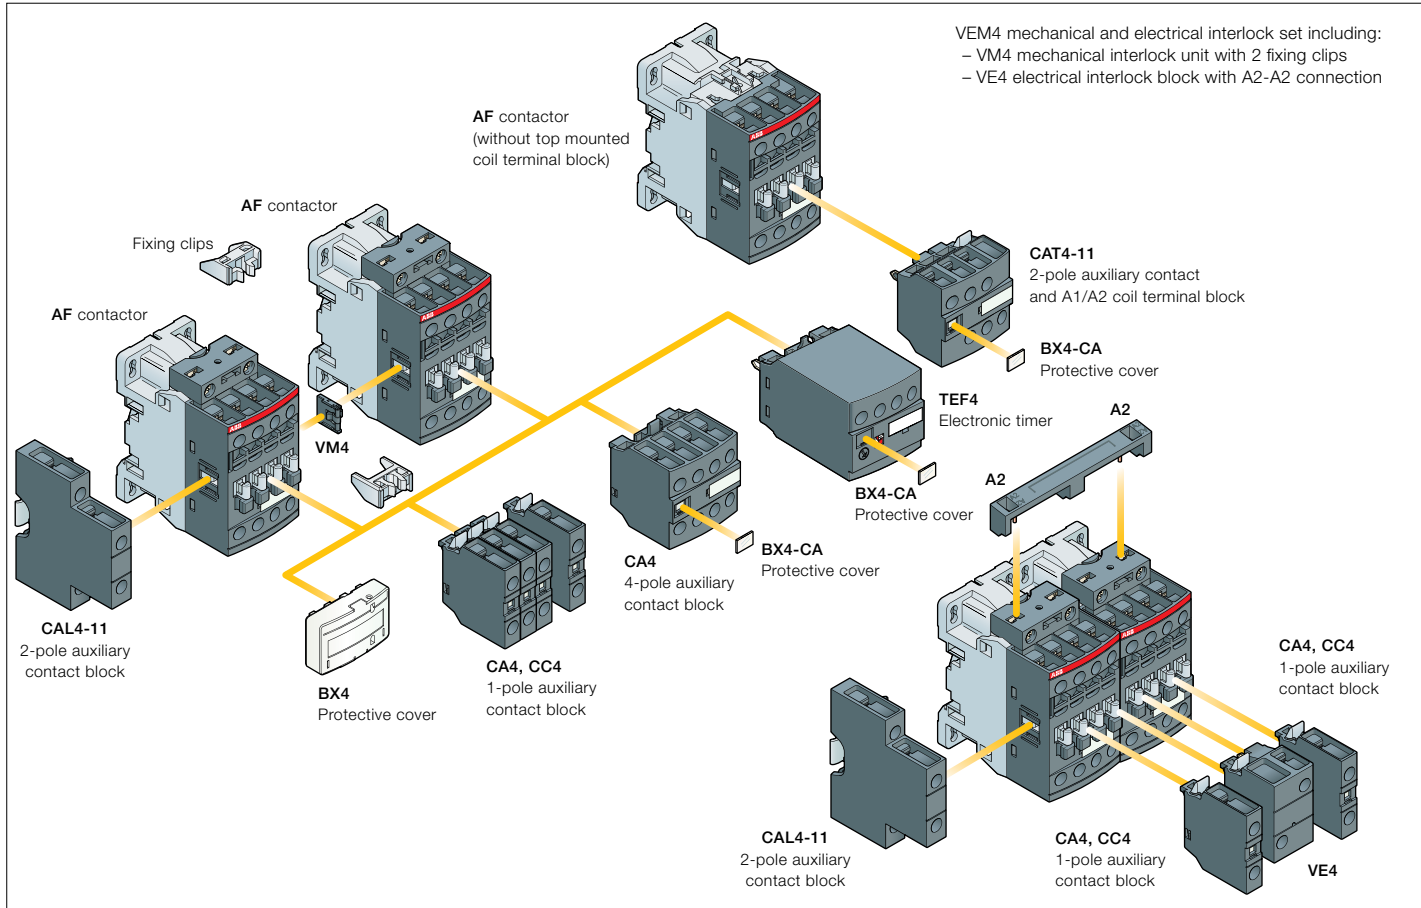 VEM4 mechanical and electrical interlock set including:
– VM4 mechanical interlock unit with 2 fixing clips
– VE4 electrical interlock block with A2-A2 connection
AF contactor
(without top mounted
coil terminal block)
ABB
AF contactor
Fixing clips
ABB
CAT4-11
2-pole auxiliary contact
and A1/A2 coil terminal block
AF contactor
ABB
BX4-CA
Protective cover
TEF4
Electronic timer
A2
VM4
A2
BX4-CA
Protective cover
BX4-CA
Protective cover
CA4
4-pole auxiliary
contact block
CAL4-11
2-pole auxiliary
contact block
BX4
Protective cover
CA4, CC4
1-pole auxiliary
contact block
ABB
ABB
CA4, CC4
1-pole auxiliary
contact block
CAL4-11
2-pole auxiliary
contact block
CA4, CC4
1-pole auxiliary
contact block
VE4